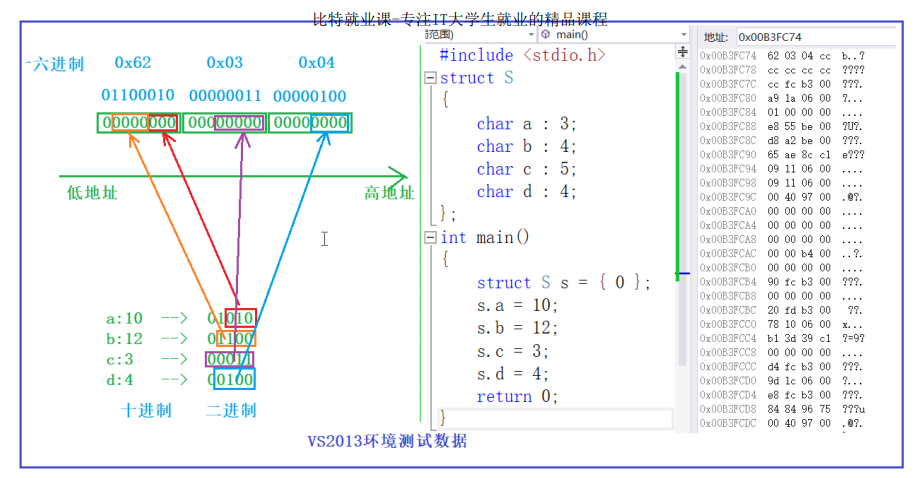 比特就业课-专注IT大学生就业的精品课程
一六进制 0x62 0x03 0x04
01100010 00000011 00000100
00000000 00000000 00000000
低地址 高地址
a:10 --> 01010
b:12 --> 01100
c:3 --> 00011
d:4 --> 00100
十进制 二进制
范围) main()
#include <stdio.h>
struct S
{
char a : 3;
char b : 4;
char c : 5;
char d : 4;
};
int main()
{
struct S s = { 0 };
s.a = 10;
s.b = 12;
s.c = 3;
s.d = 4;
return 0;
}
地址: 0x00B3FC74
0x00B3FC74 62 03 04 cc b..?
0x00B3FC78 cc cc cc cc ????
0x00B3FC7C cc fc b3 00 ???.
0x00B3FC80 a9 1a 06 00 ?...
0x00B3FC84 01 00 00 00 ....
0x00B3FC88 e8 55 be 00 ?U?.
0x00B3FC8C d8 a2 be 00 ???.
0x00B3FC90 65 ae 8c c1 e???
0x00B3FC94 09 11 06 00 ....
0x00B3FC98 09 11 06 00 ....
0x00B3FC9C 00 40 97 00 .@?.
0x00B3FCA0 00 00 00 00 ....
0x00B3FCA4 00 00 00 00 ....
0x00B3FCA8 00 00 00 00 ....
0x00B3FCAC 00 00 b4 00 ..?.
0x00B3FCB0 00 00 00 00 ....
0x00B3FCB4 90 fc b3 00 ???.
0x00B3FCB8 00 00 00 00 ....
0x00B3FCBC 20 fd b3 00 ??.
0x00B3FCC0 78 10 06 00 x...
0x00B3FCC4 b1 3d 39 c1 ?=9?
0x00B3FCC8 00 00 00 00 ....
0x00B3FCCC d4 fc b3 00 ???.
0x00B3FCD0 9d 1c 06 00 ?...
0x00B3FCD4 e8 fc b3 00 ???.
0x00B3FCD8 84 84 96 75 ???u
0x00B3FCDC 00 40 97 00 .@?.
VS2013环境测试数据